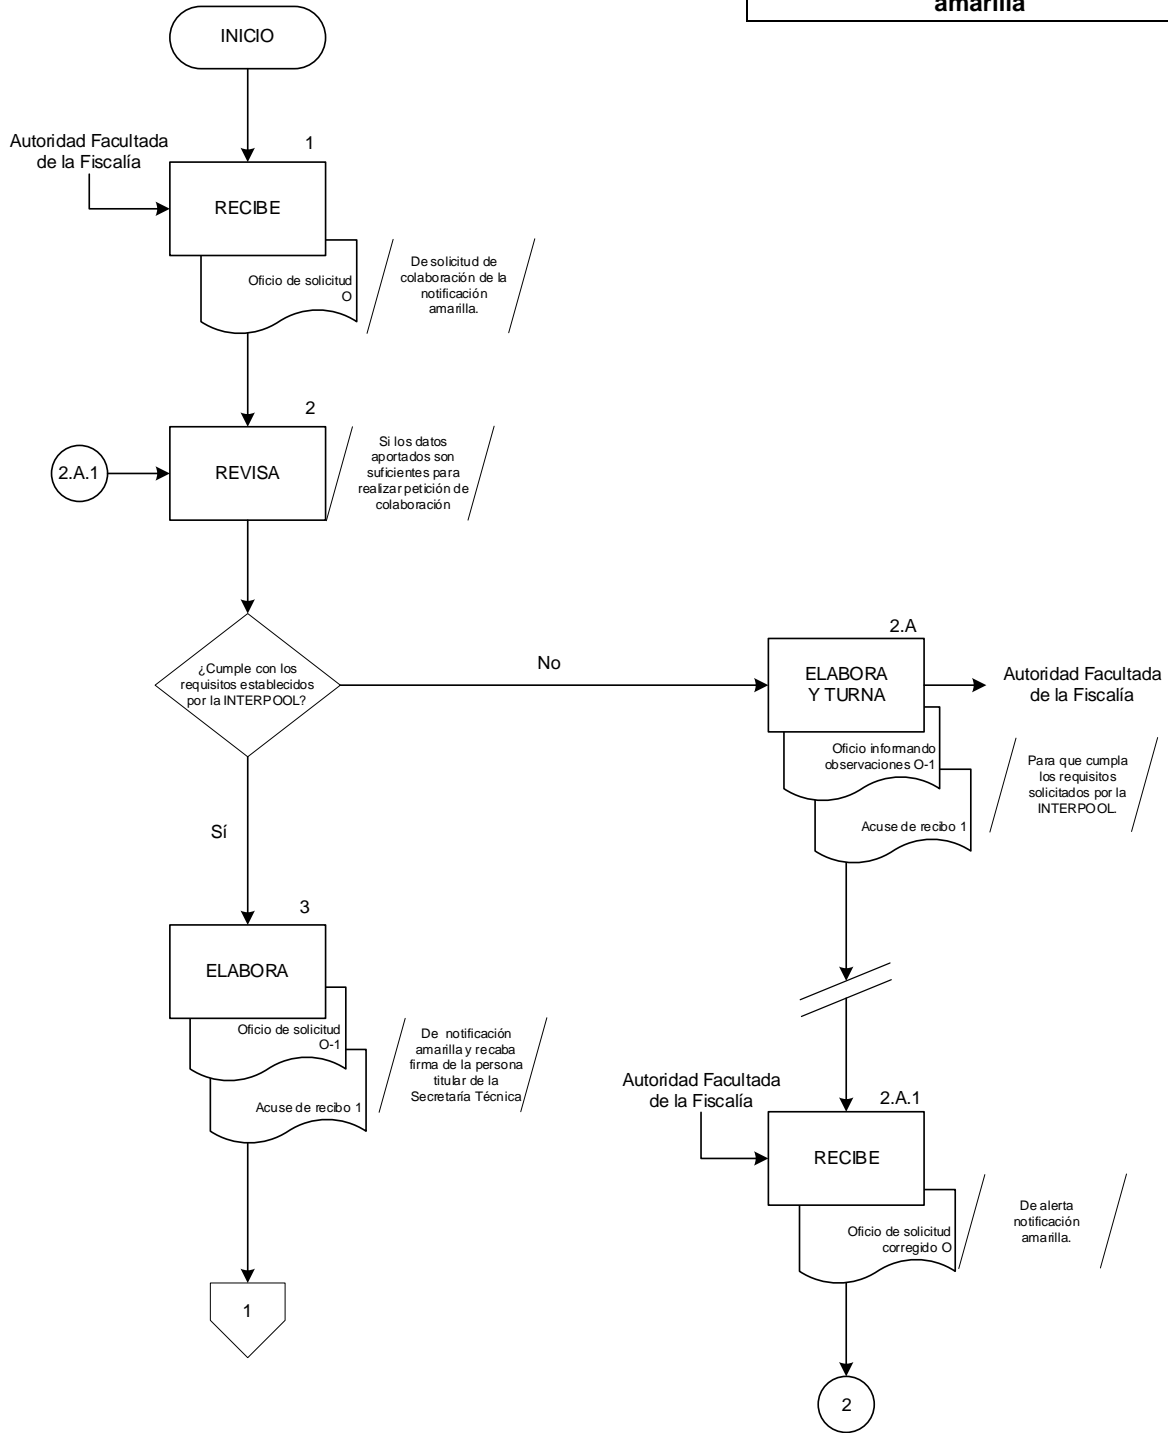 amarilla
INICIO
Autoridad Facultada
de la Fiscalía
1
RECIBE
Oficio de solicitud
O
De solicitud de
colaboración de la
notificación
amarilla.
2
2.A.1
REVISA
Si los datos
aportados son
suficientes para
realizar petición de
colaboración
¿Cumple con los
requisitos establecidos
por la INTERPOOL?
No
2.A
ELABORA
Y TURNA
Autoridad Facultada
de la Fiscalía
Oficio informando
observaciones O-1
Acuse de recibo 1
Para que cumpla
los requisitos
solicitados por la
INTERPOOL.
Sí
3
ELABORA
Oficio de solicitud
O-1
Acuse de recibo 1
De notificación
amarilla y recaba
firma de la persona
titular de la
Secretaría Técnica
Autoridad Facultada
de la Fiscalía
2.A.1
RECIBE
Oficio de solicitud
corregido O
De alerta
notificación
amarilla.
1
2